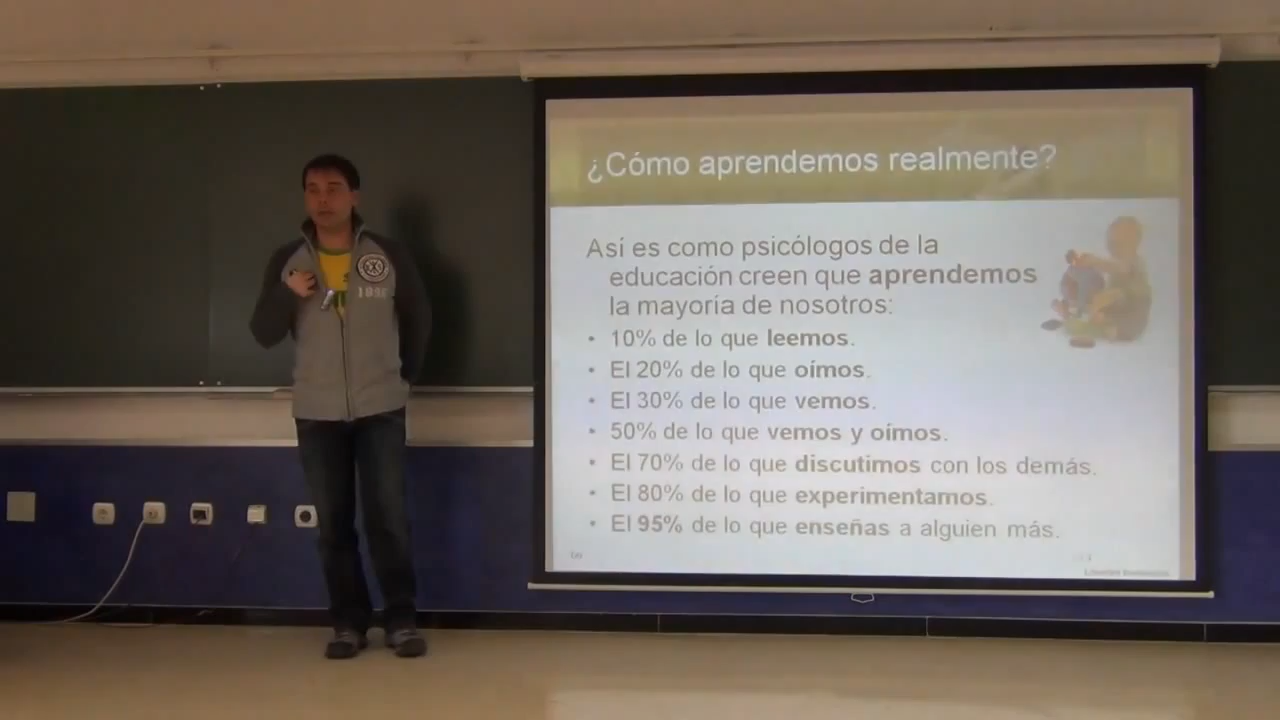 ¿Cómo aprendemos realmente?
Así es como psicólogos de la
educación creen que aprendemos
la mayoría de nosotros:
• 10% de lo que leemos.
• El 20% de lo que oímos.
• El 30% de lo que vemos.
• 50% de lo que vemos y oímos.
• El 70% de lo que discutimos con los demás.
• El 80% de lo que experimentamos.
• El 95% de lo que enseñas a alguien más.